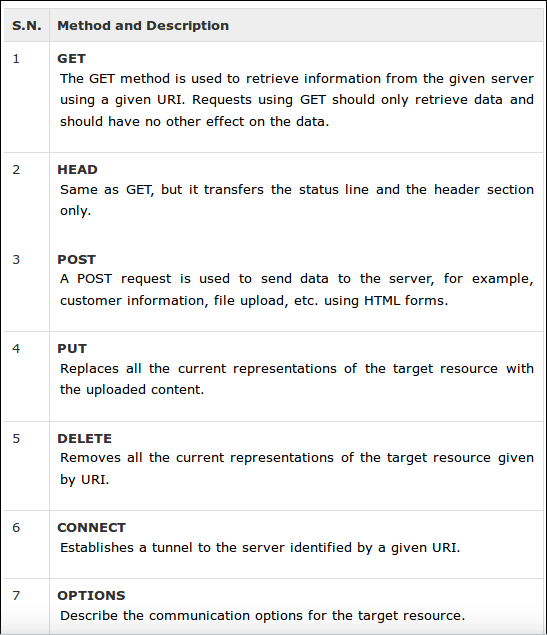 S.N. Method and Description
1 GET
The GET method is used to retrieve information from the given server
using a given URI. Requests using GET should only retrieve data and
should have no other effect on the data.
2 HEAD
Same as GET, but it transfers the status line and the header section
only.
3 POST
A POST request is used to send data to the server, for example,
customer information, file upload, etc. using HTML forms.
4 PUT
Replaces all the current representations of the target resource with
the uploaded content.
5 DELETE
Removes all the current representations of the target resource given
by URI.
6 CONNECT
Establishes a tunnel to the server identified by a given URI.
7 OPTIONS
Describe the communication options for the target resource.